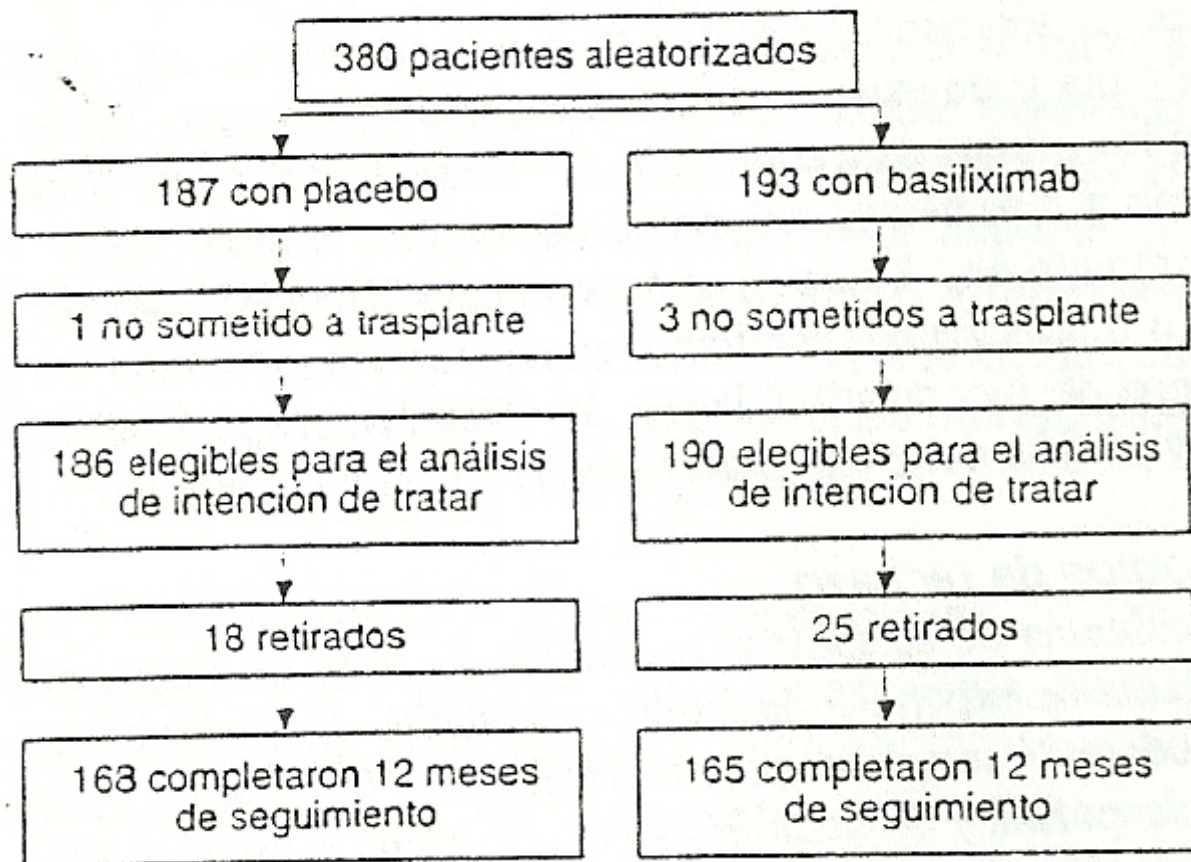 380 pacientes aleatorizados
187 con placebo
193 con basiliximab
1 no sometido a trasplante
3 no sometidos a trasplante
186 elegibles para el análisis
de intención de tratar
190 elegibles para el análisis
de intención de tratar
18 retirados
25 retirados
168 completaron 12 meses
de seguimiento
165 completaron 12 meses
de seguimiento